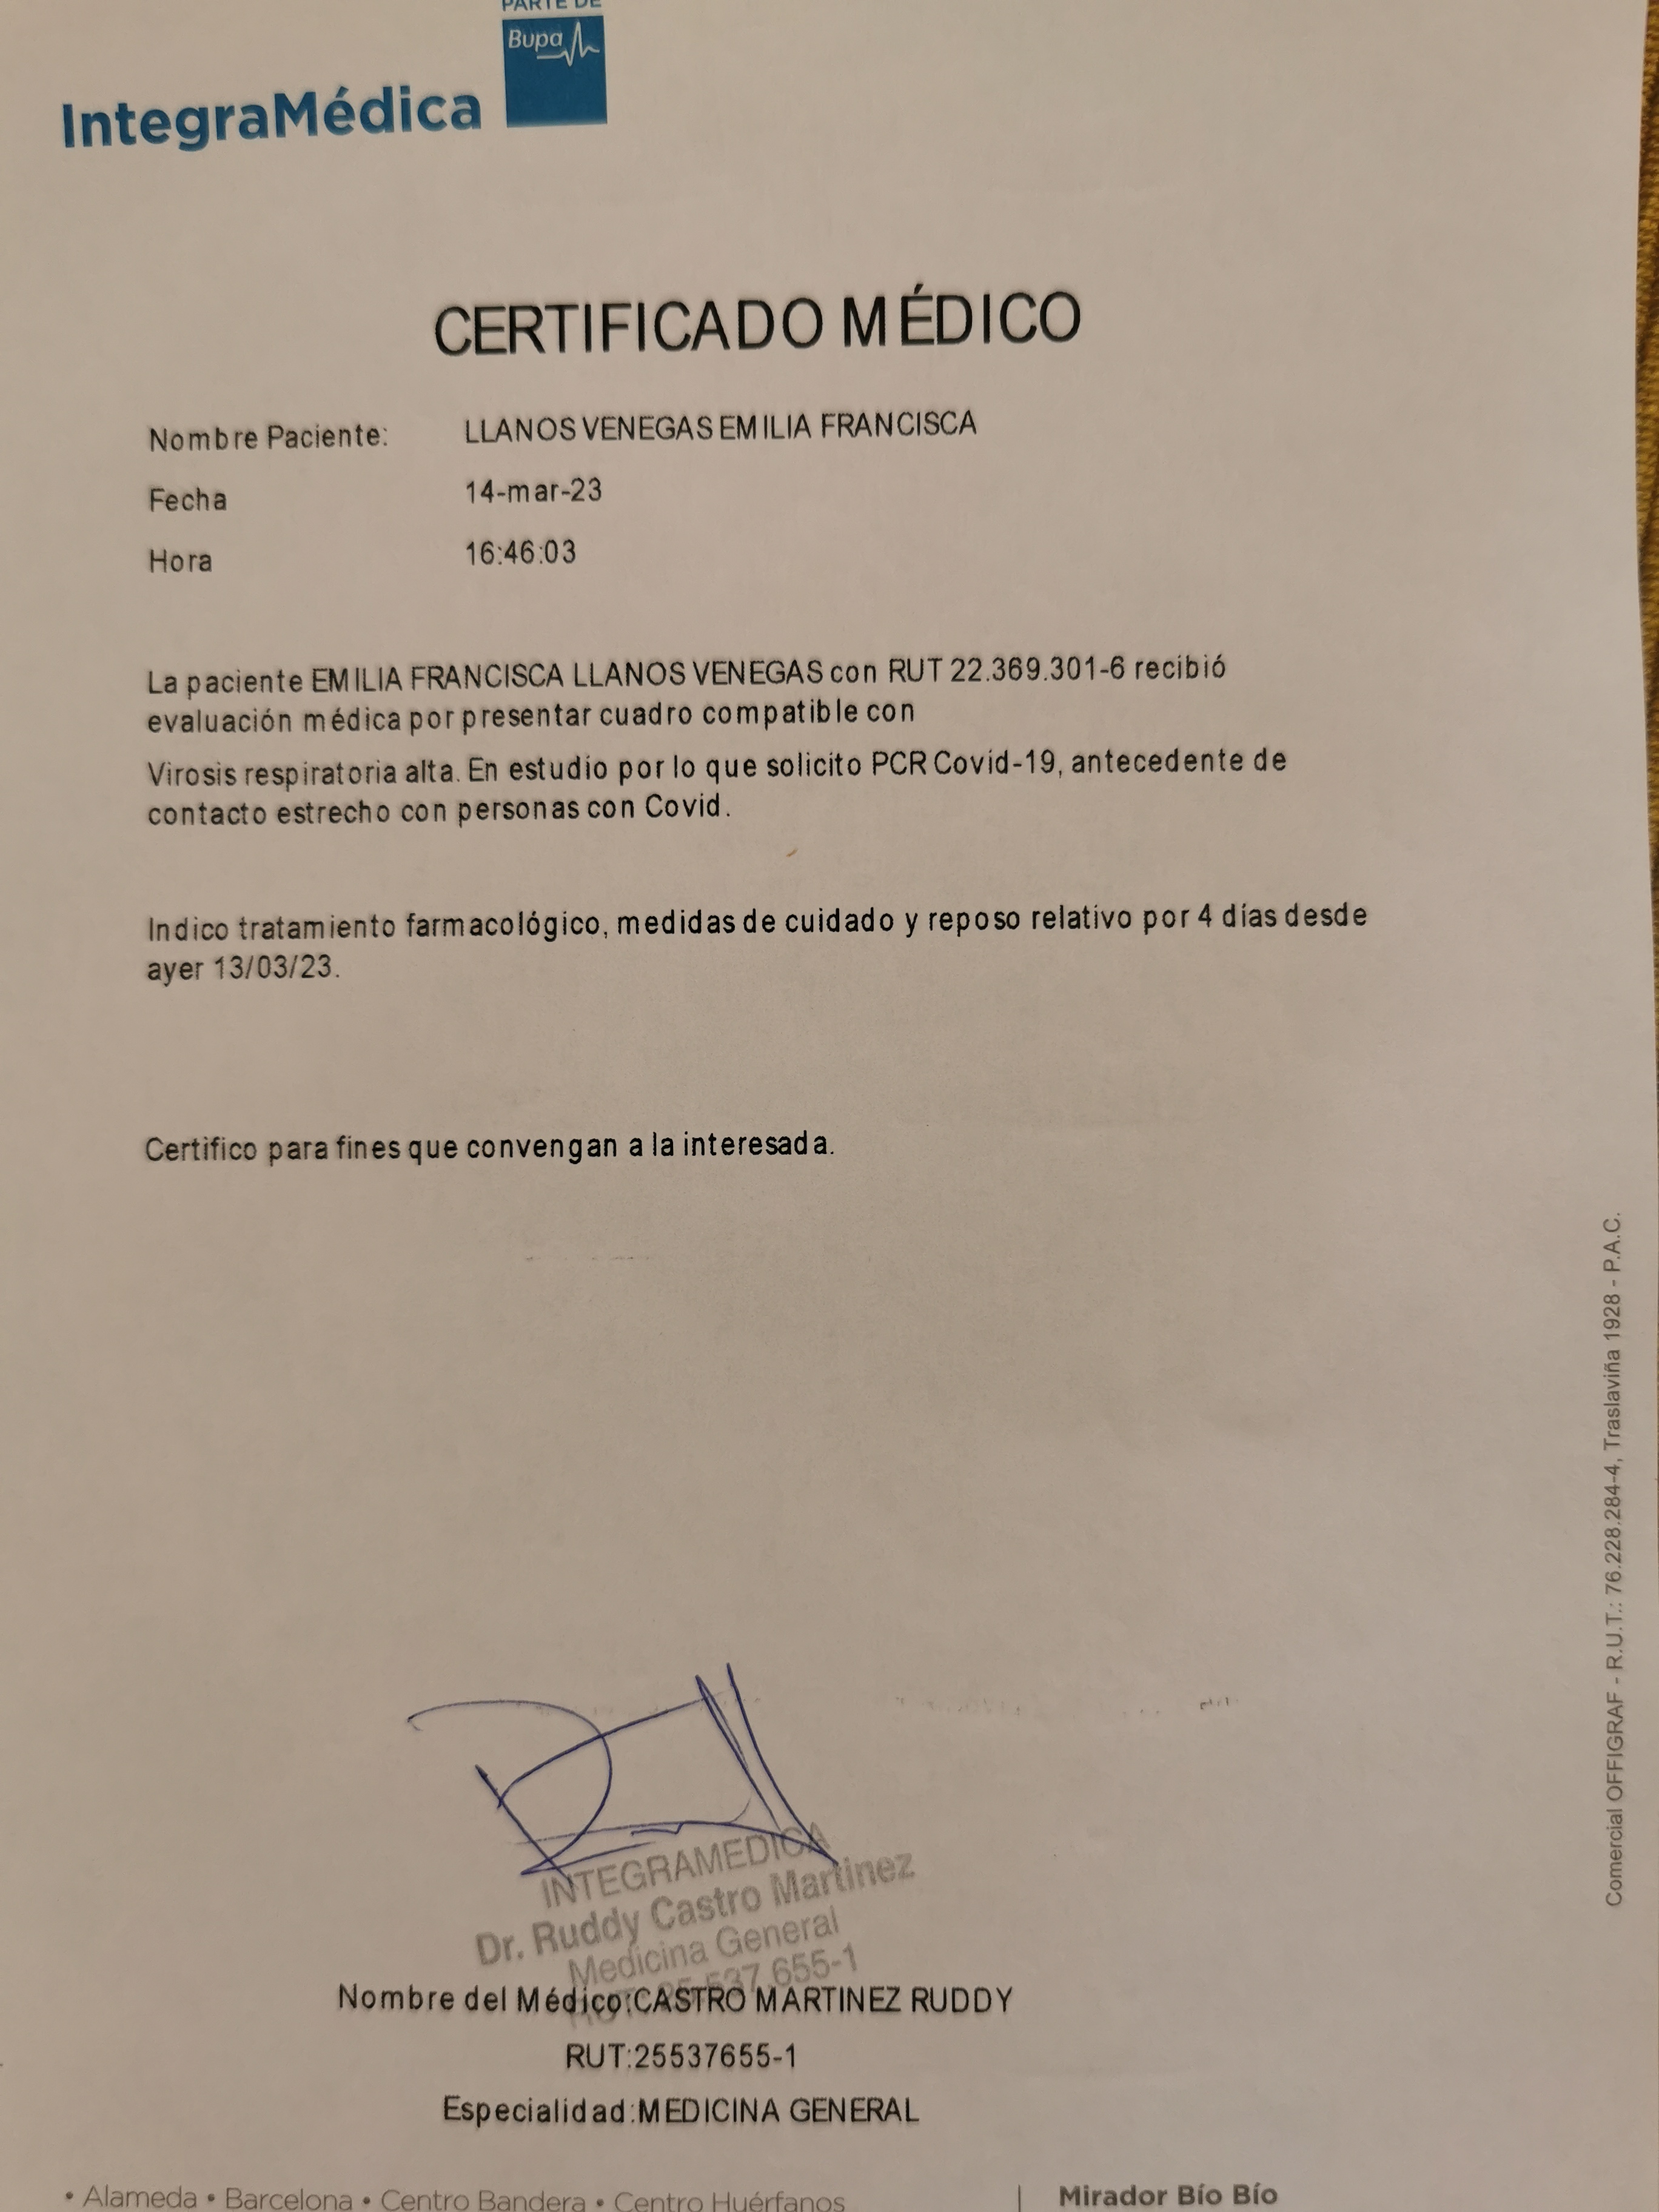 PARTE DE
Bupa
IntegraMédica
CERTIFICADO MÉDICO
Nombre Paciente: LLANOS VENEGAS EMILIA FRANCISCA
Fecha 14-mar-23
Hora 16:46:03
La paciente EMILIA FRANCISCA LLANOS VENEGAS con RUT 22.369.301-6 recibió
evaluación médica por presentar cuadro compatible con
Virosis respiratoria alta. En estudio por lo que solicito PCR Covid-19, antecedente de
contacto estrecho con personas con Covid.
Indico tratamiento farmacológico, medidas de cuidado y reposo relativo por 4 días desde
ayer 13/03/23.
Certifico para fines que convengan a la interesada.
INTEGRAMEDICA
Dr. Ruddy Castro Martinez
Medicina General
537.655-1
Nombre del Médico:CASTRO MARTINEZ RUDDY
RUT:25537655-1
Especialidad:MEDICINA GENERAL
• Alameda • Barcelona • Centro Bandera • Centro Huérfanos
Mirador Bío Bío
Comercial OFFIGRAF - R.U.T.: 76.228.284-4, Traslaviña 1928 - P.A.C.